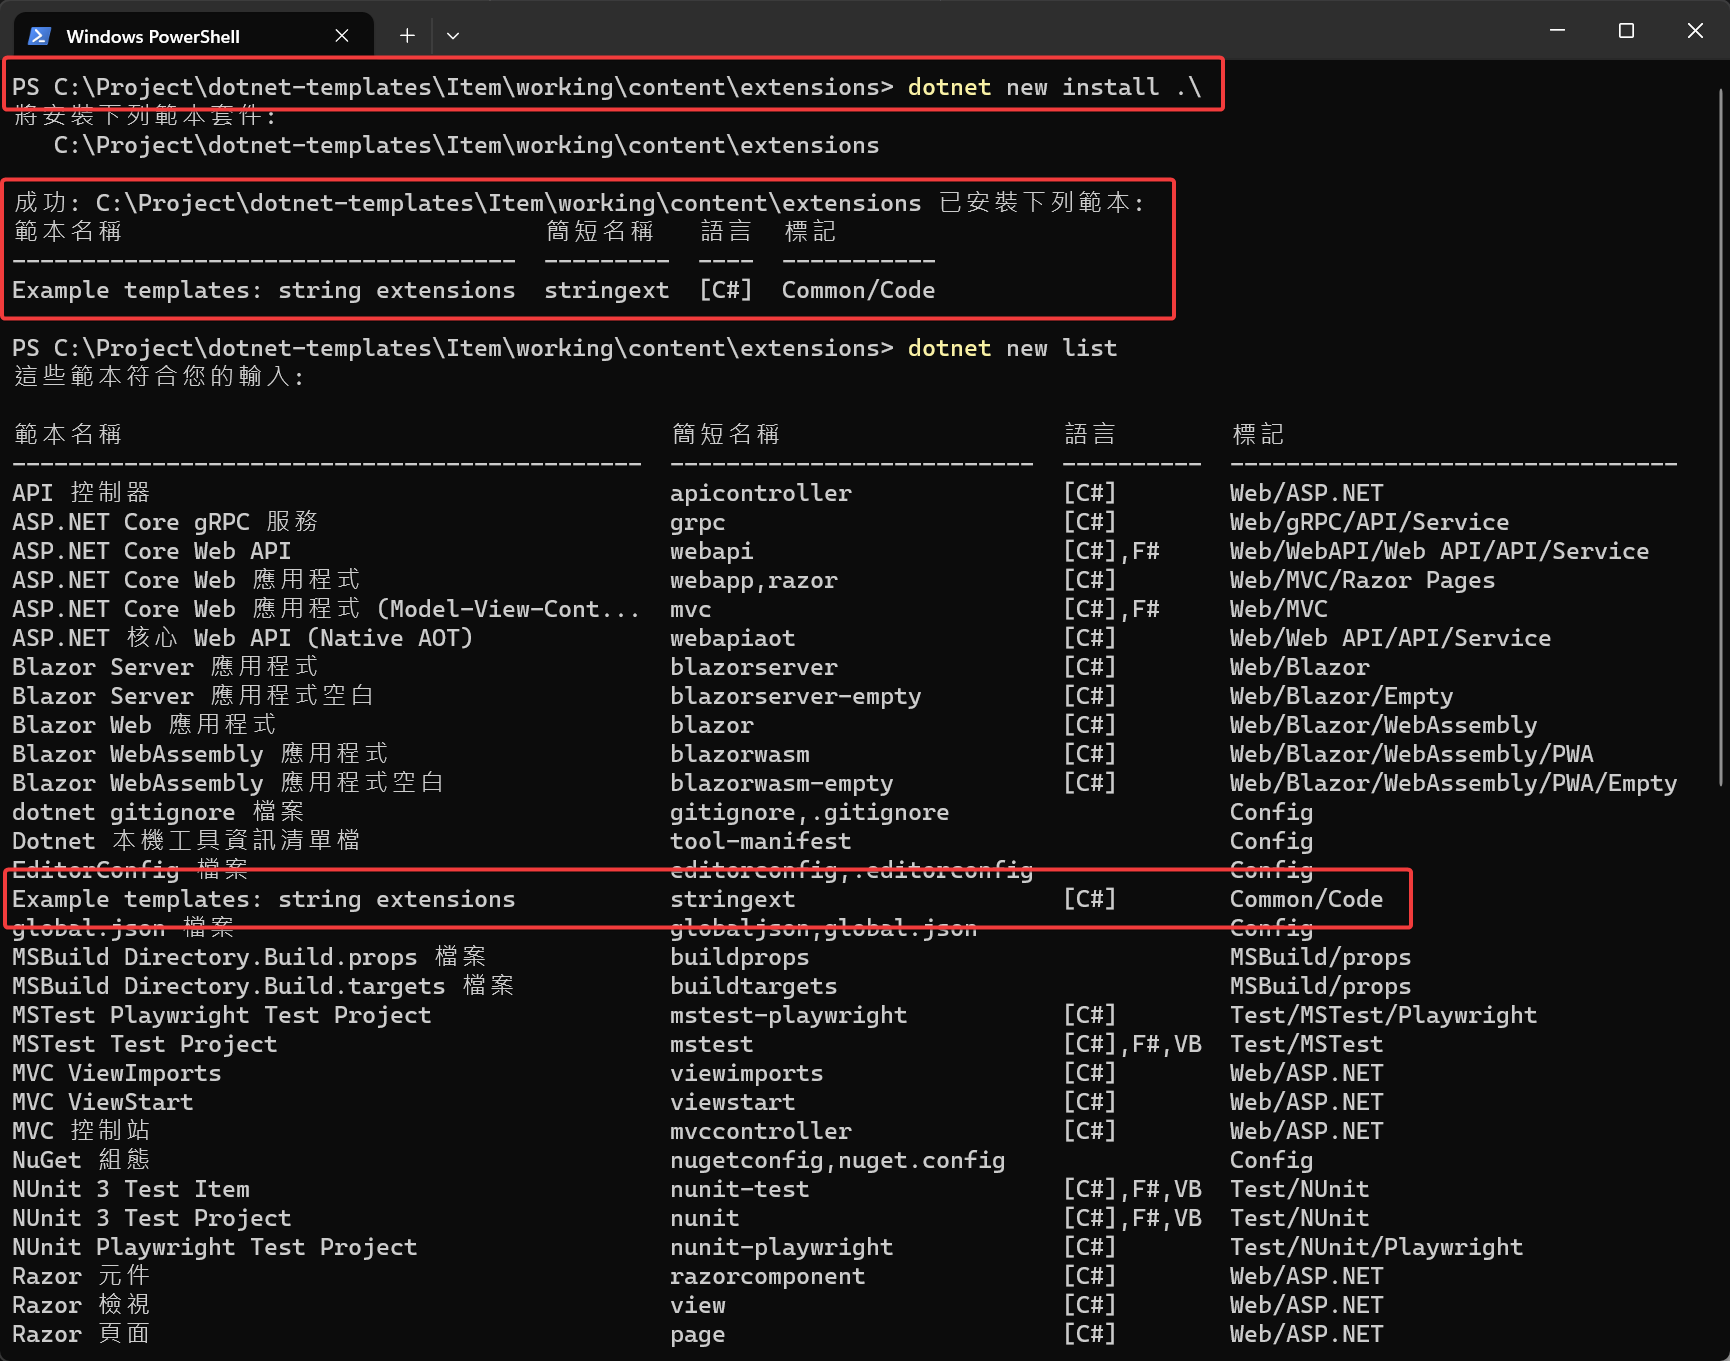 Windows PowerShell
PS C:\Project\dotnet-templates\Item\working\content\extensions> dotnet new install .\
將安裝下列範本套件:
C:\Project\dotnet-templates\Item\working\content\extensions
成功: C:\Project\dotnet-templates\Item\working\content\extensions 已安裝下列範本:
範本名稱 簡短名稱 語言 標記
------------------------------------ --------- ---- -----------
Example templates: string extensions stringext [C#] Common/Code
PS C:\Project\dotnet-templates\Item\working\content\extensions> dotnet new list
這些範本符合您的輸入:
範本名稱 簡短名稱 語言 標記
--------------------------------------------- -------------------------- ---------- --------------------------------
API 控制器 apicontroller [C#] Web/ASP.NET
ASP.NET Core gRPC 服務 grpc [C#] Web/gRPC/API/Service
ASP.NET Core Web API webapi [C#],F# Web/WebAPI/Web API/API/Service
ASP.NET Core Web 應用程式 webapp,razor [C#] Web/MVC/Razor Pages
ASP.NET Core Web 應用程式 (Model-View-Cont... mvc [C#],F# Web/MVC
ASP.NET 核心 Web API (Native AOT) webapiaot [C#] Web/Web API/API/Service
Blazor Server 應用程式 blazorserver [C#] Web/Blazor
Blazor Server 應用程式空白 blazorserver-empty [C#] Web/Blazor/Empty
Blazor Web 應用程式 blazor [C#] Web/Blazor/WebAssembly
Blazor WebAssembly 應用程式 blazorwasm [C#] Web/Blazor/WebAssembly/PWA
Blazor WebAssembly 應用程式空白 blazorwasm-empty [C#] Web/Blazor/WebAssembly/PWA/Empty
dotnet gitignore 檔案 gitignore,.gitignore Config
Dotnet 本機工具資訊清單檔 tool-manifest Config
EditorConfig 檔案 editorconfig,.editorconfig Config
Example templates: string extensions stringext [C#] Common/Code
global.json 檔案 globaljson,global.json Config
MSBuild Directory.Build.props 檔案 buildprops MSBuild/props
MSBuild Directory.Build.targets 檔案 buildtargets MSBuild/props
MSTest Playwright Test Project mstest-playwright [C#] Test/MSTest/Playwright
MSTest Test Project mstest [C#],F#,VB Test/MSTest
MVC ViewImports viewimports [C#] Web/ASP.NET
MVC ViewStart viewstart [C#] Web/ASP.NET
MVC 控制站 mvccontroller [C#] Web/ASP.NET
NuGet 組態 nugetconfig,nuget.config Config
NUnit 3 Test Item nunit-test [C#],F#,VB Test/NUnit
NUnit 3 Test Project nunit [C#],F#,VB Test/NUnit
NUnit Playwright Test Project nunit-playwright [C#] Test/NUnit/Playwright
Razor 元件 razorcomponent [C#] Web/ASP.NET
Razor 檢視 view [C#] Web/ASP.NET
Razor 頁面 page [C#] Web/ASP.NET